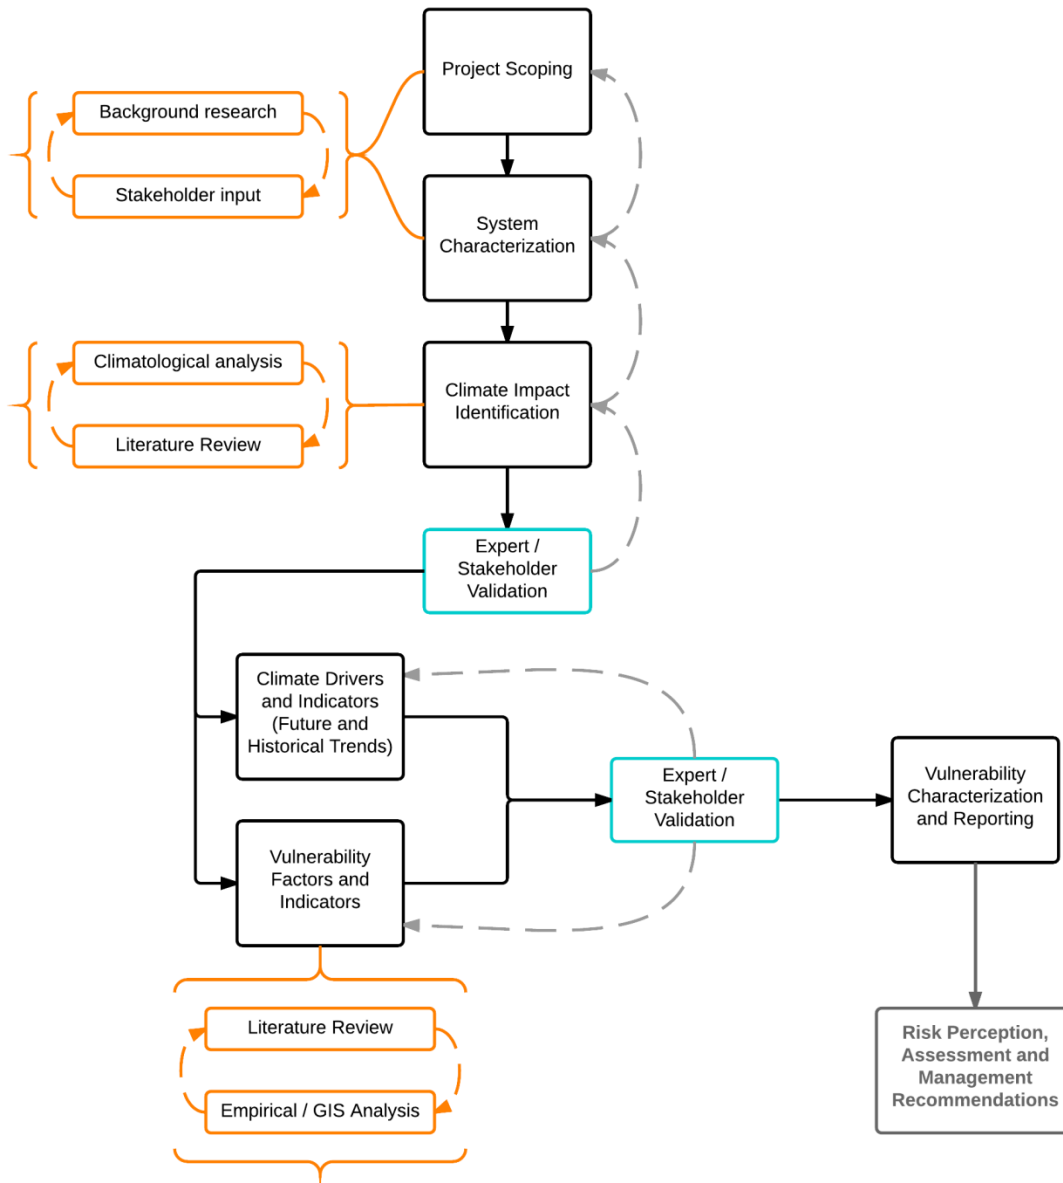 Project Scoping
Background research
Stakeholder input
System
Characterization
Climatological analysis
Literature Review
Climate Impact
Identification
Expert /
Stakeholder
Validation
Climate Drivers
and Indicators
(Future and
Historical Trends)
Vulnerability
Factors and
Indicators
Expert /
Stakeholder
Validation
Vulnerability
Characterization
and Reporting
Literature Review
Empirical / GIS Analysis
Risk Perception,
Assessment and
Management
Recommendations